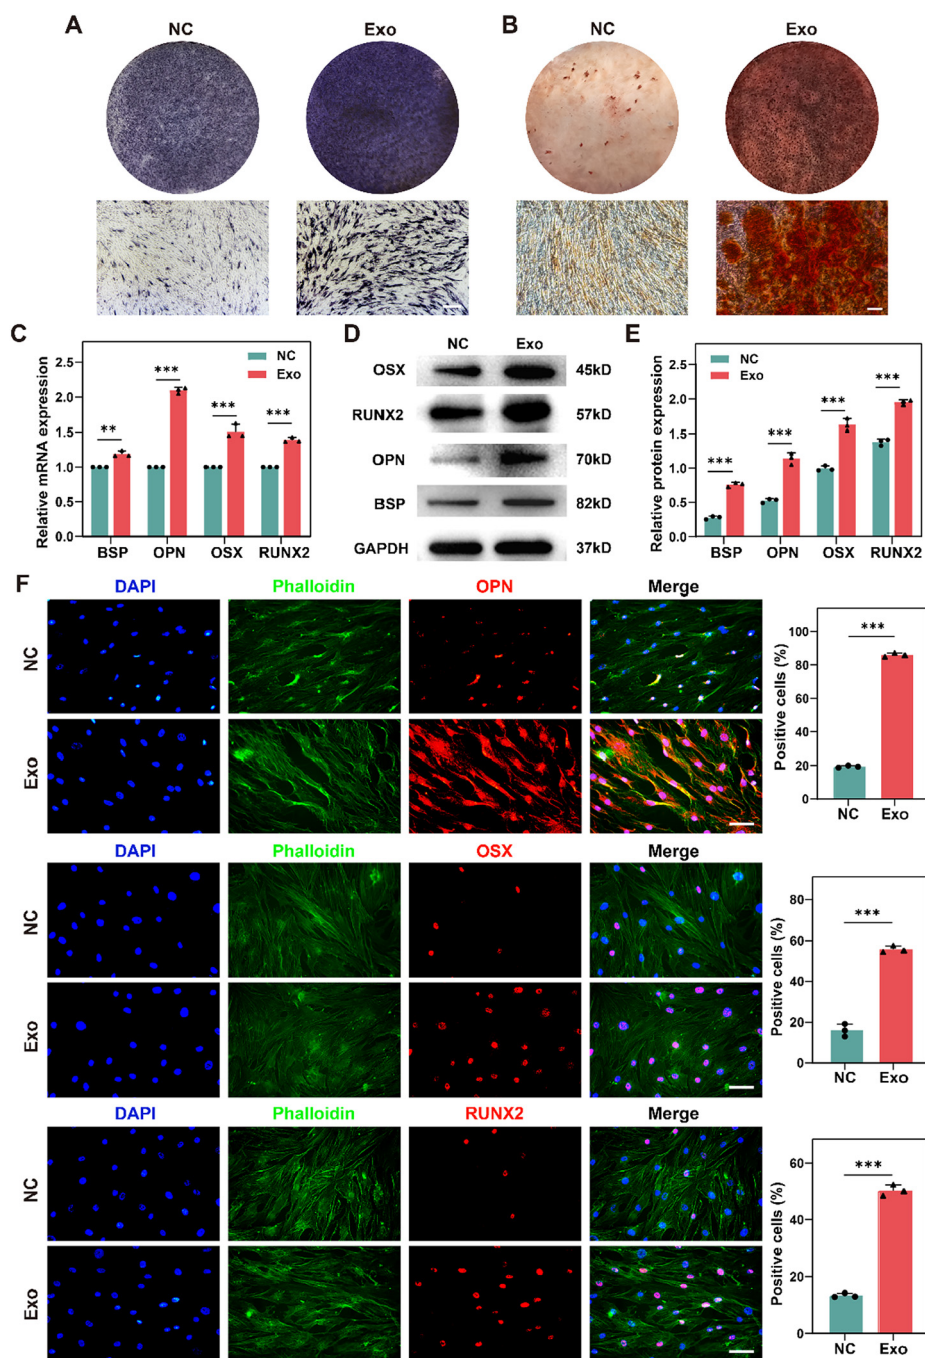 A NC Exo B NC Exo
C D E
Relative mRNA expression
2.5
2.0
1.5
1.0
0.5
0.0
NC
Exo
** *** *** ***
BSP OPN OSX RUNX2
NC Exo
OSX 45kD
RUNX2 57kD
OPN 70kD
BSP 82kD
GAPDH 37kD
Relative protein expression
2.5
2.0
1.5
1.0
0.5
0.0
NC
Exo
*** *** *** ***
BSP OPN OSX RUNX2
F DAPI Phalloidin OPN Merge
NC
Exo
Positive cells (%)
100
80
60
40
20
0
***
NC Exo
DAPI Phalloidin OSX Merge
NC
Exo
Positive cells (%)
80
60
40
20
0
***
NC Exo
DAPI Phalloidin RUNX2 Merge
NC
Exo
Positive cells (%)
60
40
20
0
***
NC Exo